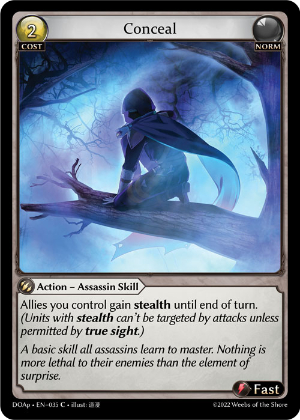 2
Conceal
COST
NORM
Action – Assassin Skill
Allies you control gain stealth until end of turn.
(Units with stealth can't be targeted by attacks unless
permitted by true sight.)
A basic skill all assassins learn to master. Nothing is
more lethal to their enemies than the element of
surprise.
Fast
DOAp • EN-035 C • illust:
©2022 Weebs of the Shore